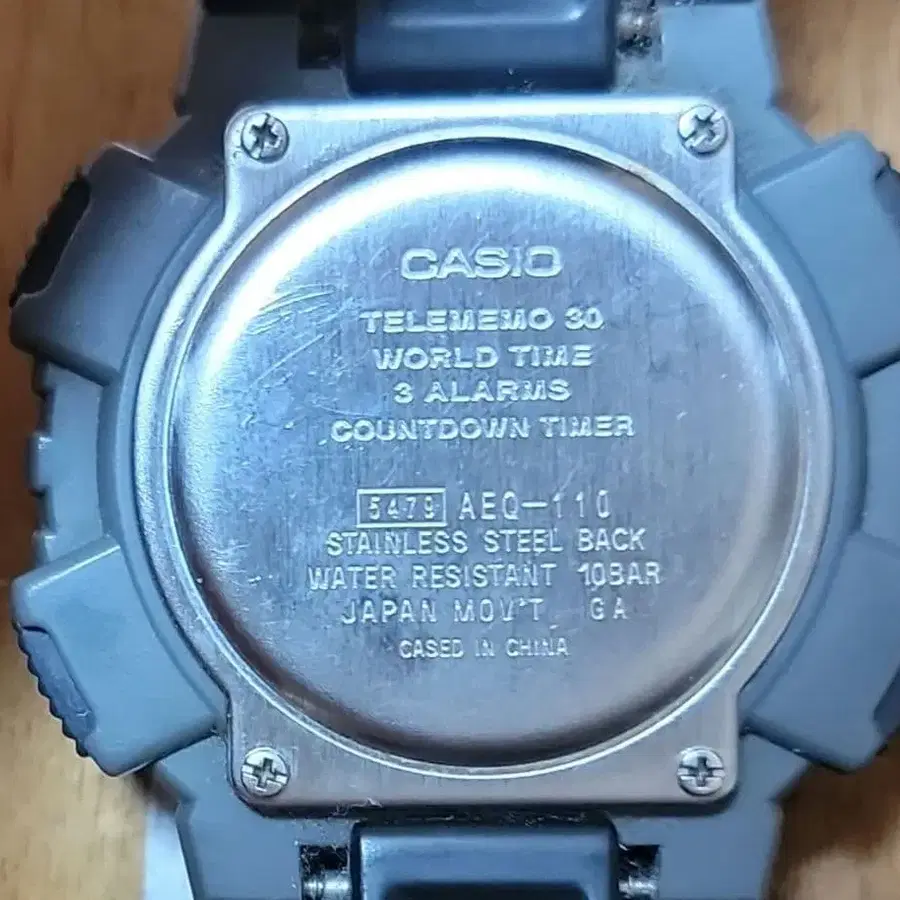 CASIO
TELEMEMO 30
WORLD TIME
3 ALARMS
COUNTDOWN TIMER
5479 AEQ-110
STAINLESS STEEL BACK
WATER RESISTANT 10BAR
JAPAN MOV'T GA
CASED IN CHINA